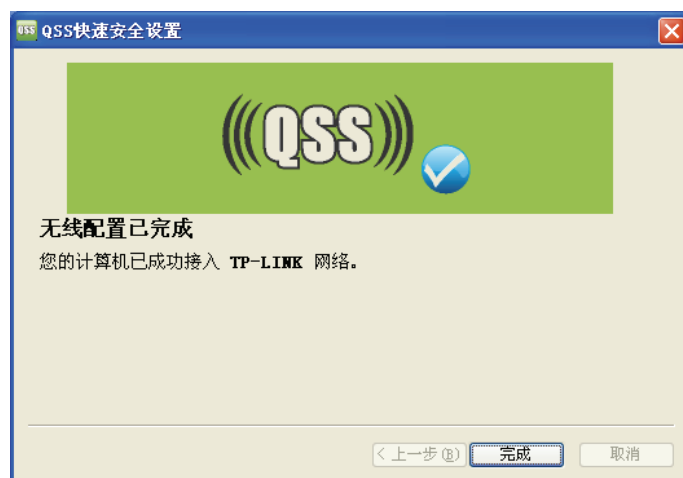 QSS QSS快速安全设置
(((QSS)))
无线配置已完成
您的计算机已成功接入 TP-LINK 网络。
< 上一步(B) 完成 取消